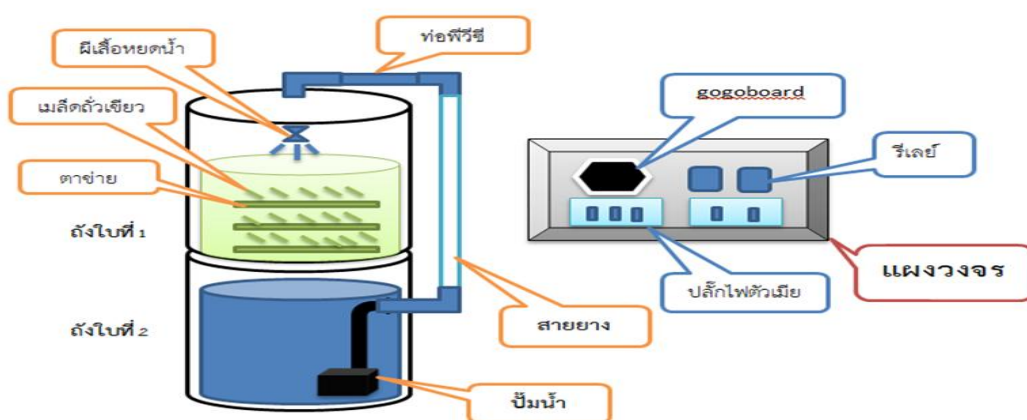 ท่อพีวีซี
ผีเสื้อหยดน้ำ
เมล็ดถั่วเขียว
ตาข่าย
ถังใบที่ 1
ถังใบที่ 2
สายยาง
ปั๊มน้ำ
gogoboard
รีเลย์
ปลั๊กไฟตัวเมีย
แผงวงจร